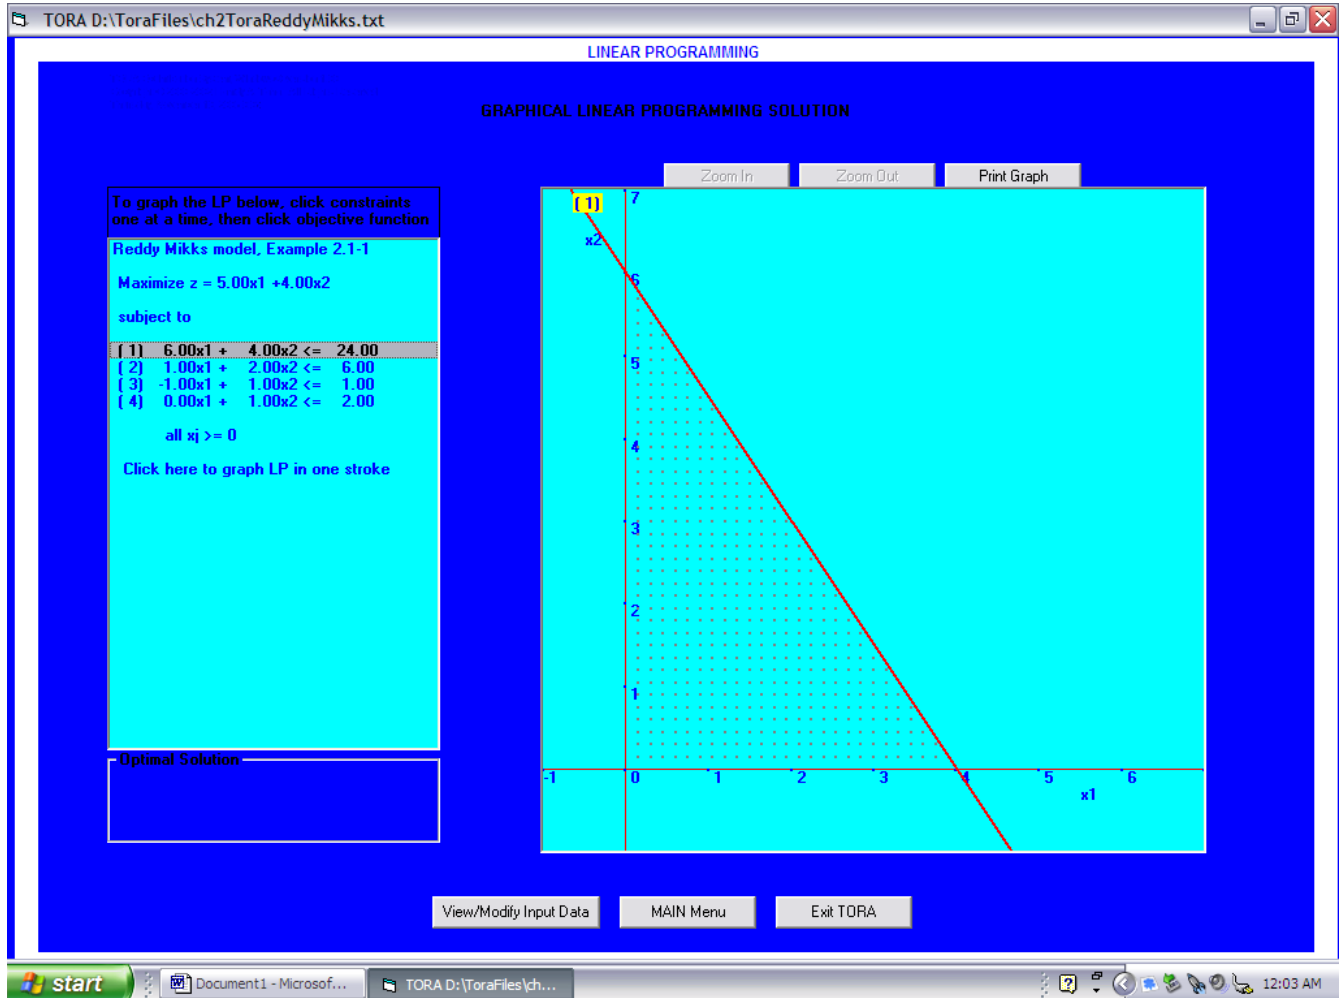 TORA D:\ToraFiles\ch2ToraReddyMikks.txt
LINEAR PROGRAMMING
GRAPHICAL LINEAR PROGRAMMING SOLUTION
Zoom In Zoom Out Print Graph
To graph the LP below, click constraints
one at a time, then click objective function
Reddy Mikks model, Example 2.1-1
Maximize z = 5.00x1 +4.00x2
subject to
( 1) 6.00x1 + 4.00x2 <= 24.00
( 2) 1.00x1 + 2.00x2 <= 6.00
( 3) -1.00x1 + 1.00x2 <= 1.00
( 4) 0.00x1 + 1.00x2 <= 2.00
all xj >= 0
Click here to graph LP in one stroke
Optimal Solution
( 1)
7
x2
6
5
4
3
2
1
-1 0 1 2 3 4 5 6
x1
View/Modify Input Data MAIN Menu Exit TORA
start Document1 - Microsof... TORA D:\ToraFiles\ch... 12:03 AM